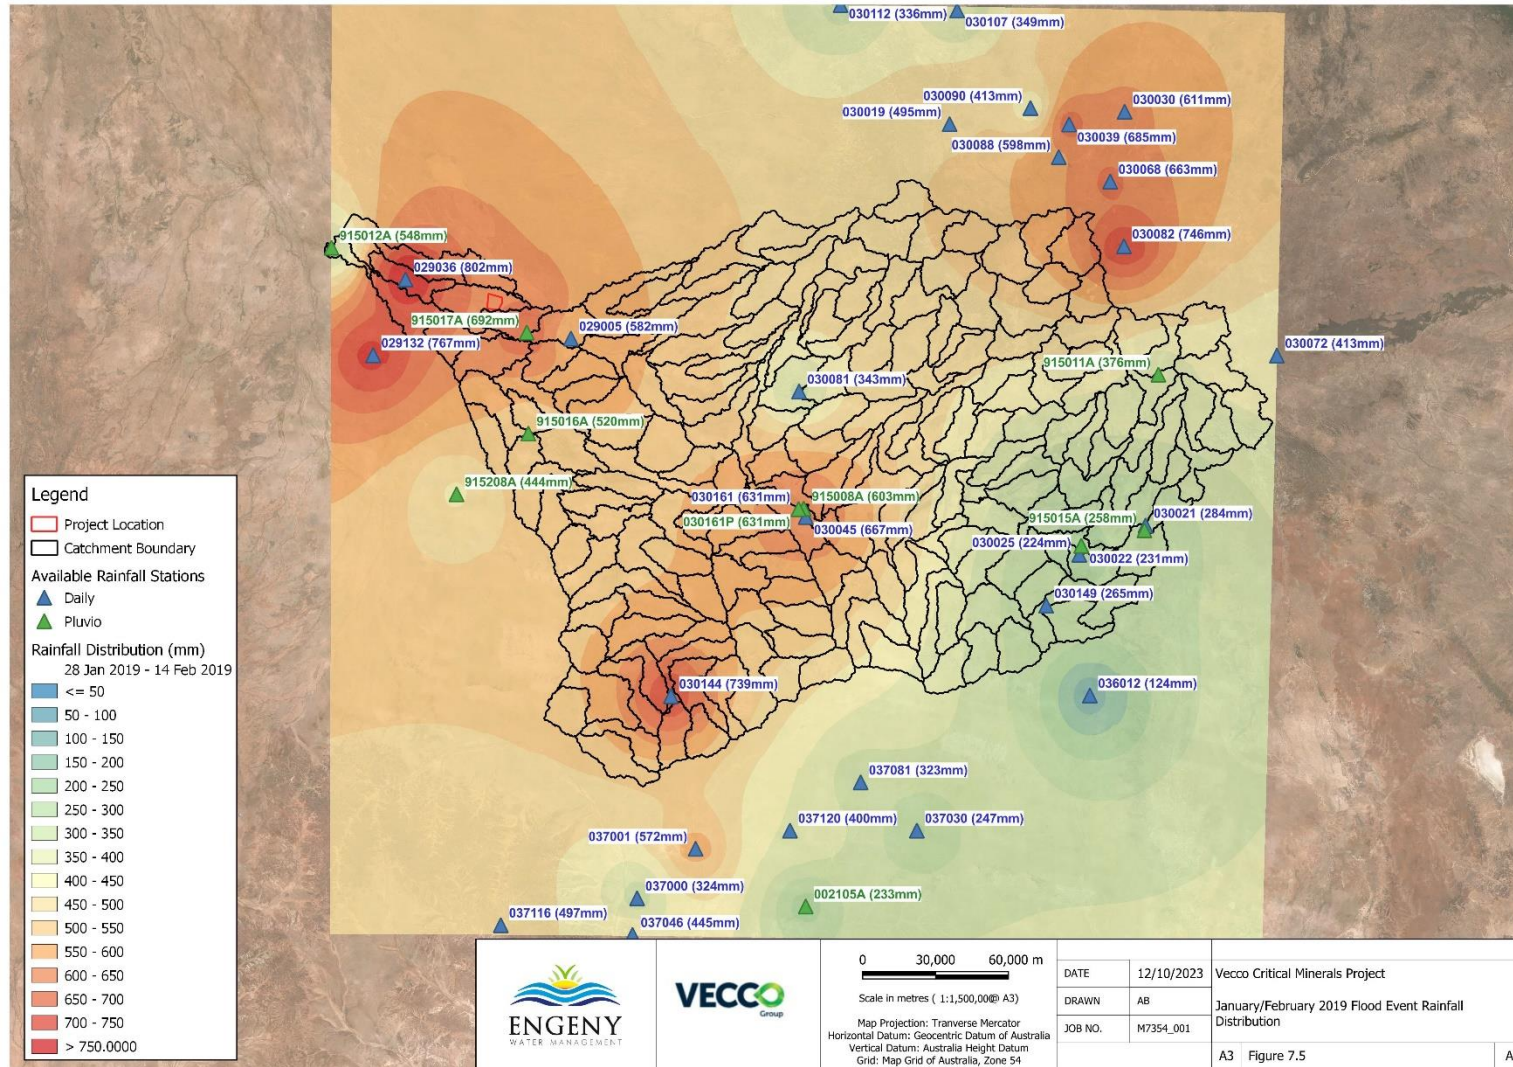 030112 (336mm)
030107 (349mm)
030090 (413mm)
030030 (611mm)
030019 (495mm)
030039 (685mm)
030088 (598mm)
030068 (663mm)
915012A (548mm)
030082 (746mm)
029036 (802mm)
915017A (692mm)
029005 (582mm)
029132 (767mm)
030072 (413mm)
915011A (376mm)
030081 (343mm)
915016A (520mm)
915208A (444mm)
030161 (631mm)
915008A (603mm)
030161P (631mm)
030045 (667mm)
915015A (258mm)
030021 (284mm)
030025 (224mm)
030022 (231mm)
030149 (265mm)
030144 (739mm)
036012 (124mm)
037081 (323mm)
037120 (400mm)
037030 (247mm)
037001 (572mm)
037000 (324mm)
002105A (233mm)
037116 (497mm)
037046 (445mm)
Legend
Project Location
Catchment Boundary
Available Rainfall Stations
Daily
Pluvio
Rainfall Distribution (mm)
28 Jan 2019 - 14 Feb 2019
<= 50
50 - 100
100 - 150
150 - 200
200 - 250
250 - 300
300 - 350
350 - 400
400 - 450
450 - 500
500 - 550
550 - 600
600 - 650
650 - 700
700 - 750
> 750.0000
ENGENY
WATER MANAGEMENT
VECCO
Group
0 30,000 60,000 m
Scale in metres ( 1:1,500,000@ A3)
Map Projection: Tranverse Mercator
Horizontal Datum: Geocentric Datum of Australia
Vertical Datum: Australia Height Datum
Grid: Map Grid of Australia, Zone 54
DATE 12/10/2023
DRAWN AB
JOB NO. M7354_001
Vecco Critical Minerals Project
January/February 2019 Flood Event Rainfall
Distribution
A3 Figure 7.5 A